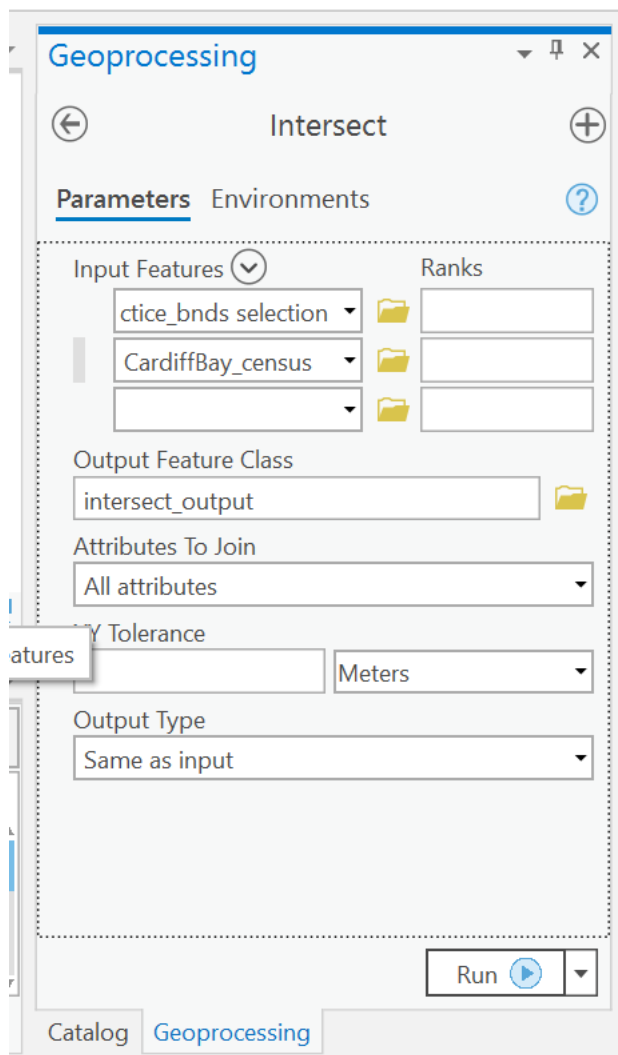 Geoprocessing
Intersect
Parameters Environments
Input Features Ranks
ctice_bnds selection
CardiffBay_census
Output Feature Class
intersect_output
Attributes To Join
All attributes
XY Tolerance
atures
Meters
Output Type
Same as input
Run
Catalog Geoprocessing